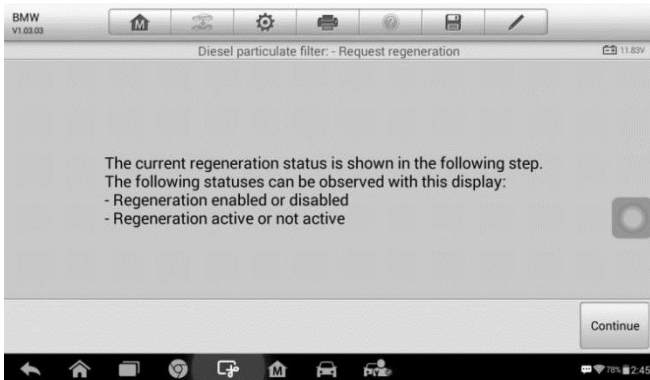 BMW
V1.03.03
Diesel particulate filter: - Request regeneration
11.83V
The current regeneration status is shown in the following step.
The following statuses can be observed with this display:
- Regeneration enabled or disabled
- Regeneration active or not active
Continue
78% 2:45